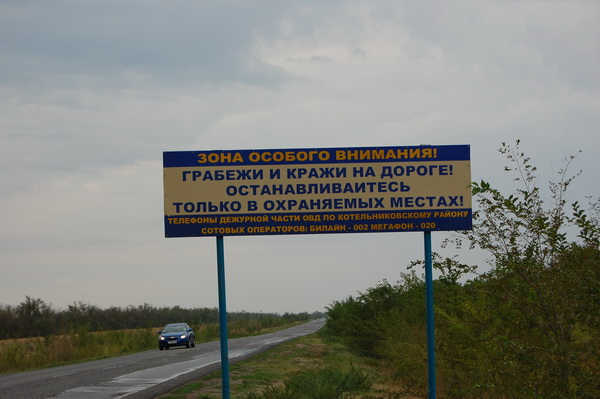 ЗОНА ОСОБОГО ВНИМАНИЯ!
ГРАБЕЖИ И КРАЖИ НА ДОРОГЕ!
ОСТАНАВЛИВАИТЕСЬ
ТОЛЬКО В ОХРАНЯЕМЫХ МЕСТАХ!
ТЕЛЕФОНЫ ДЕЖУРНОЙ ЧАСТИ ОВД ПО КОТЕЛЬНИКОВСКОМУ РАЙОНУ
СОТОВЫХ ОПЕРАТОРОВ: БИЛАЙН - 002 МЕГАФОН - 020